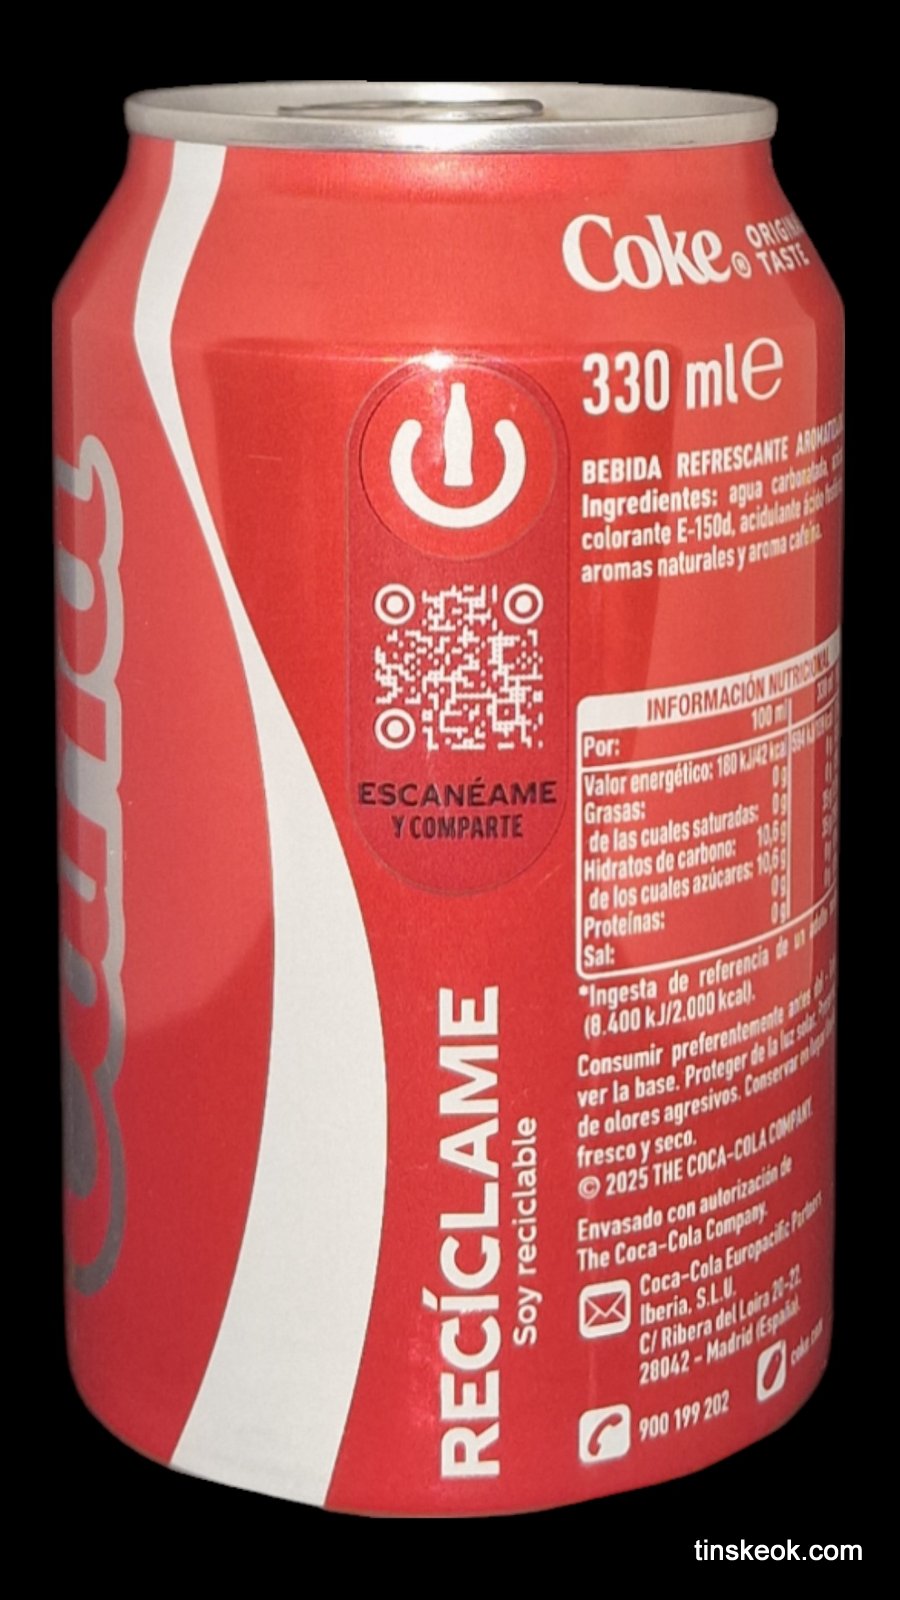 Coke® ORIGINAL
TASTE
330 ml℮
BEBIDA REFRESCANTE
Ingredientes: agua carbonatada,
colorante E-150d, acidulante ácido
aromas naturales y aroma cafeína.
ESCANÉAME
Y COMPARTE
INFORMACIÓN NUTRICIONAL
Por: 100 ml
Valor energético: 180 kJ/42 kcal
Grasas: 0 g
de las cuales saturadas: 0 g
Hidratos de carbono: 10,6 g
de los cuales azúcares: 10,6 g
Proteínas: 0 g
Sal: 0 g
*Ingesta de referencia de un adulto
(8.400 kJ/2.000 kcal).
Consumir preferentemente antes del
ver la base. Proteger de la luz solar.
de olores agresivos. Conservar en lugar
fresco y seco.
© 2025 THE COCA-COLA COMPANY.
Envasado con autorización de
The Coca-Cola Company.
Coca-Cola Europacific Partners
Iberia, S.L.U.
C/ Ribera del Loira 20-22.
28042 - Madrid (España).
900 199 202
RECÍCLAME
Soy reciclable
tinskeok.com